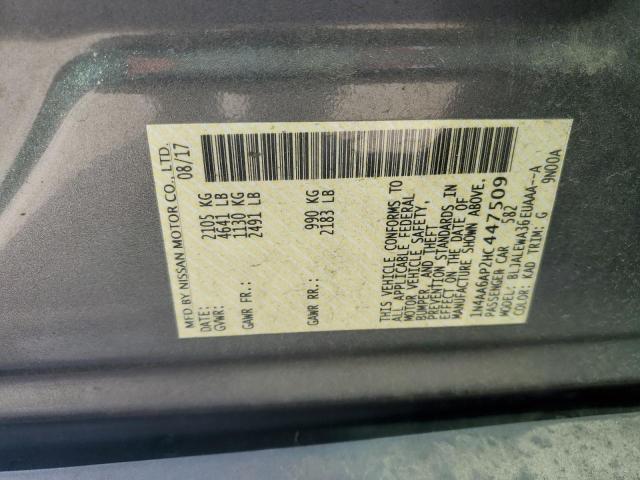 MFD BY NISSAN MOTOR CO., LTD.
08/17
GVWR: 2105 KG
4641 LB
GAWR FR.: 1130 KG
2491 LB
GAWR RR.: 990 KG
2183 LB
THIS VEHICLE CONFORMS TO
ALL APPLICABLE FEDERAL
MOTOR VEHICLE SAFETY,
BUMPER, AND THEFT
PREVENTION STANDARDS IN
EFFECT ON THE DATE OF
MANUFACTURE SHOWN ABOVE.
1N4AA6AP2HC447509
PASSENGER CAR 582
MODEL: BLJALEWA36EUAAA--A
COLOR: KAD TRIM: G 9N00A